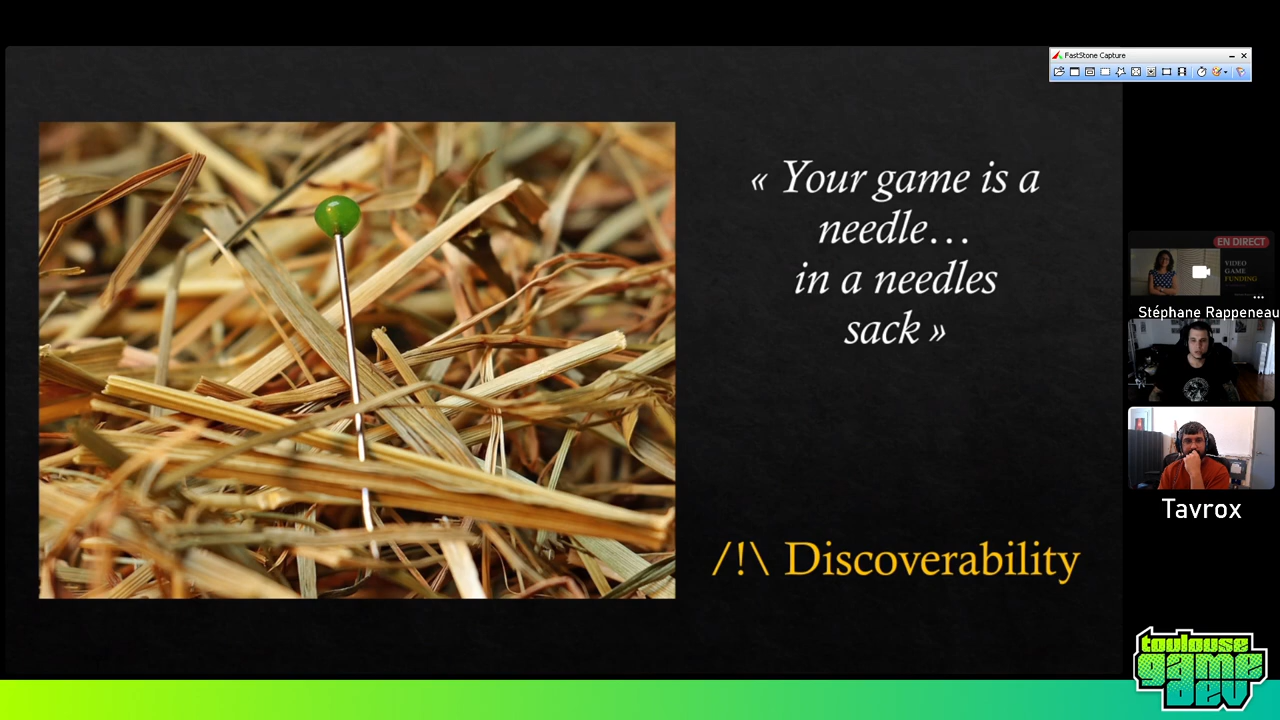 FastStone Capture
« Your game is a
needle…
in a needles
sack »
/!\ Discoverability
EN DIRECT
VIDEO
GAME
FUNDING
Stéphane Rappeneau
Tavrox
toulouse
game
dev